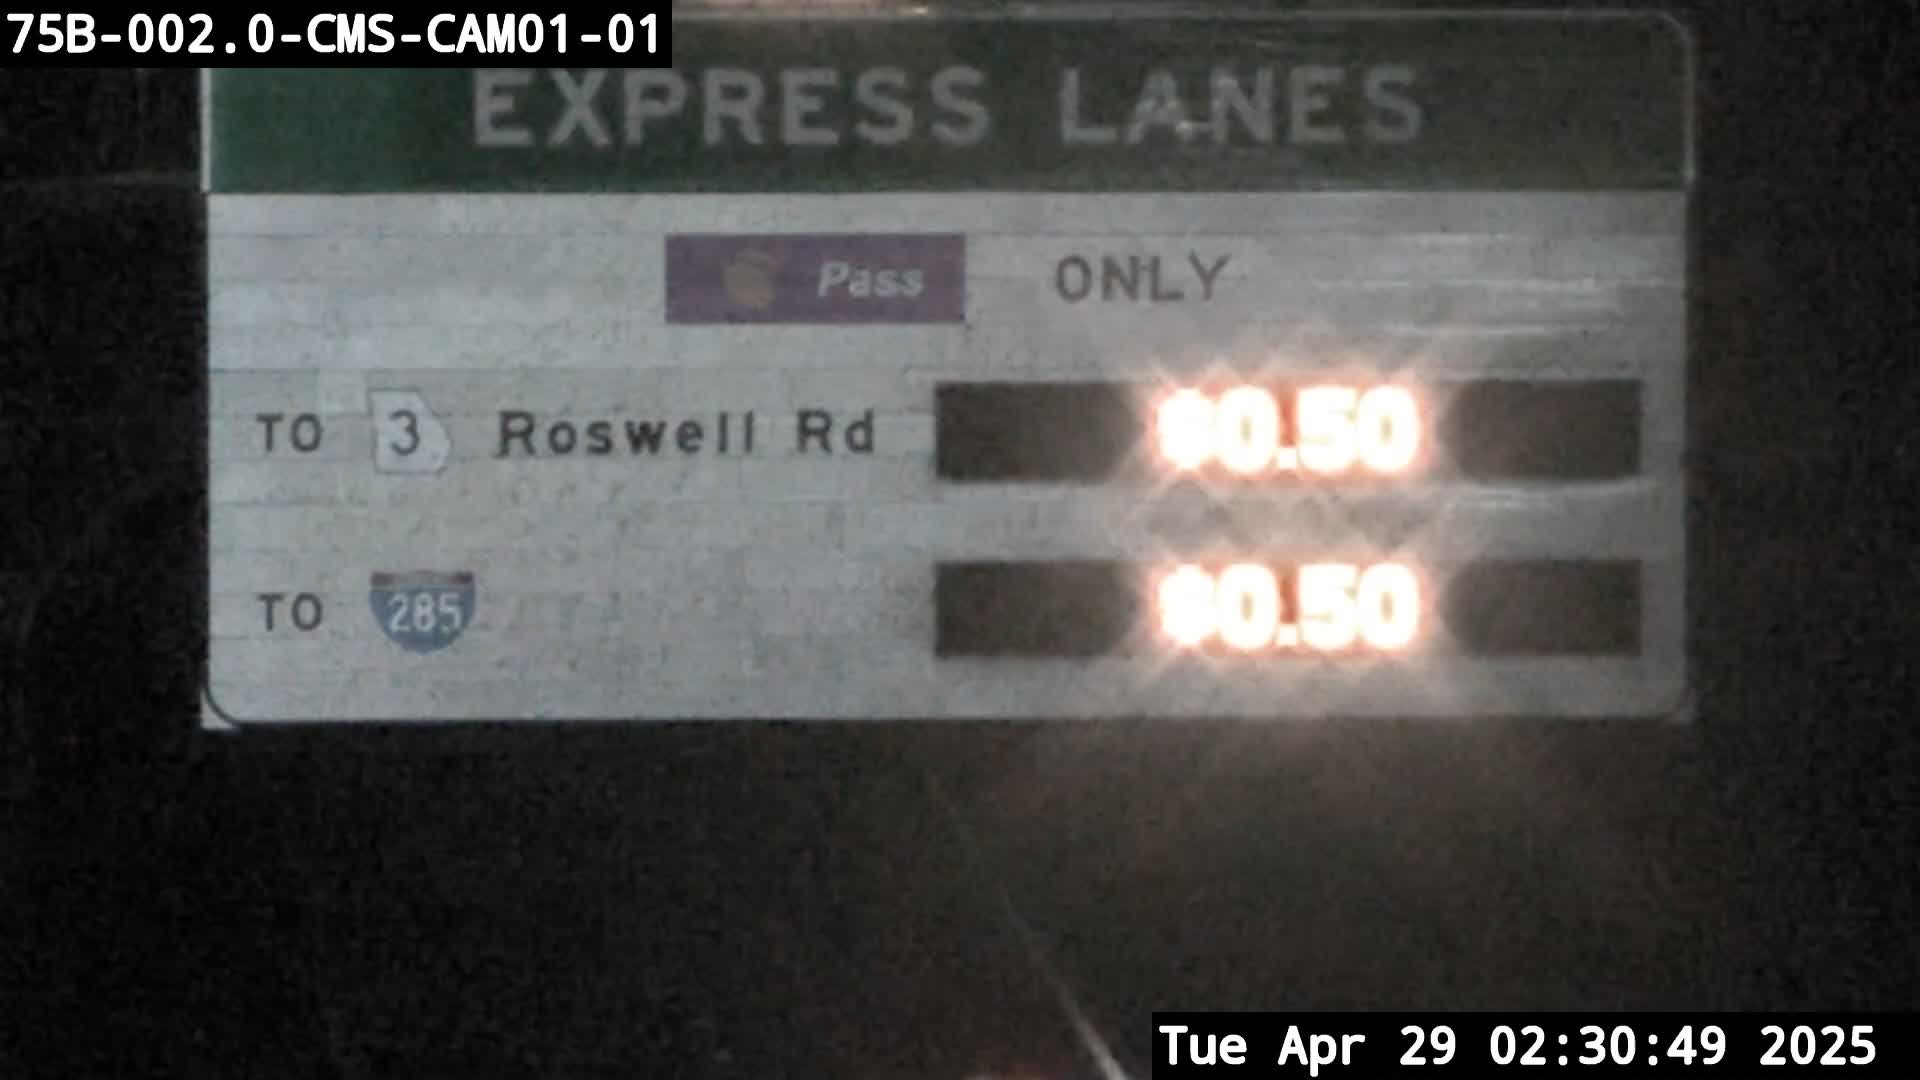 75B-002.0-CMS-CAM01-01
EXPRESS LANES
Pass ONLY
TO 3 Roswell Rd $0.50
TO 285 $0.50
Tue Apr 29 02:30:49 2025